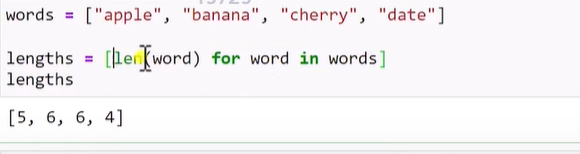 words = ["apple", "banana", "cherry", "date"]
lengths = [len(word) for word in words]
lengths
[5, 6, 6, 4]